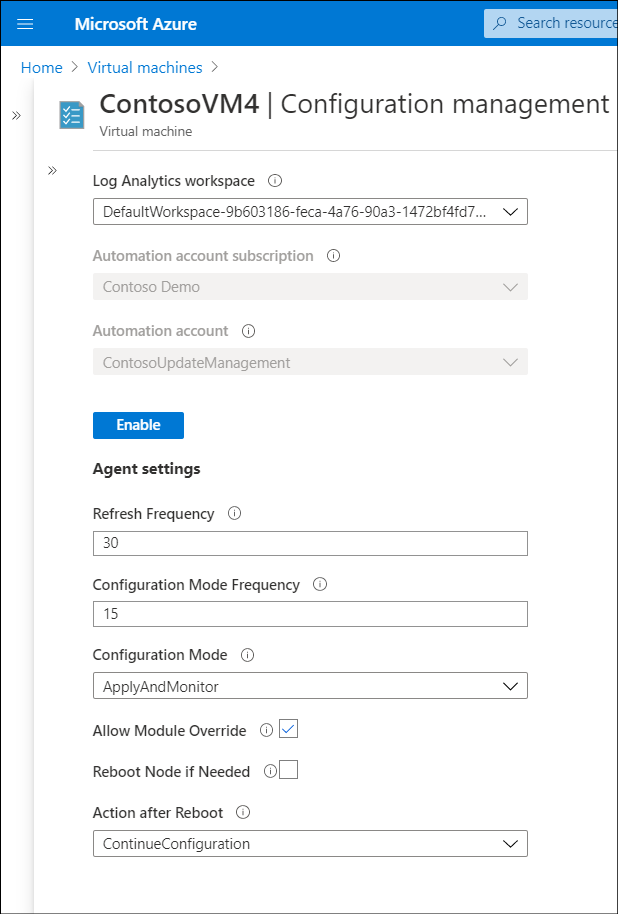 Microsoft Azure
Search resource
Home > Virtual machines >
ContosoVM4 | Configuration management
Virtual machine
Log Analytics workspace
DefaultWorkspace-9b603186-feca-4a76-90a3-1472bf4fd7...
Automation account subscription
Contoso Demo
Automation account
ContosoUpdateManagement
Enable
Agent settings
Refresh Frequency
30
Configuration Mode Frequency
15
Configuration Mode
ApplyAndMonitor
Allow Module Override
Reboot Node if Needed
Action after Reboot
ContinueConfiguration